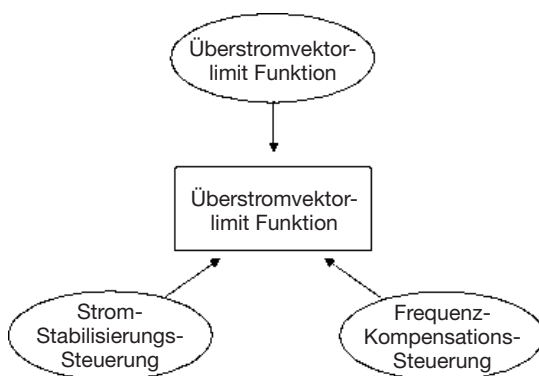 Überstromvektor-
limit Funktion
Überstromvektor-
limit Funktion
Strom-
Stabilisierungs-
Steuerung
Frequenz-
Kompensations-
Steuerung